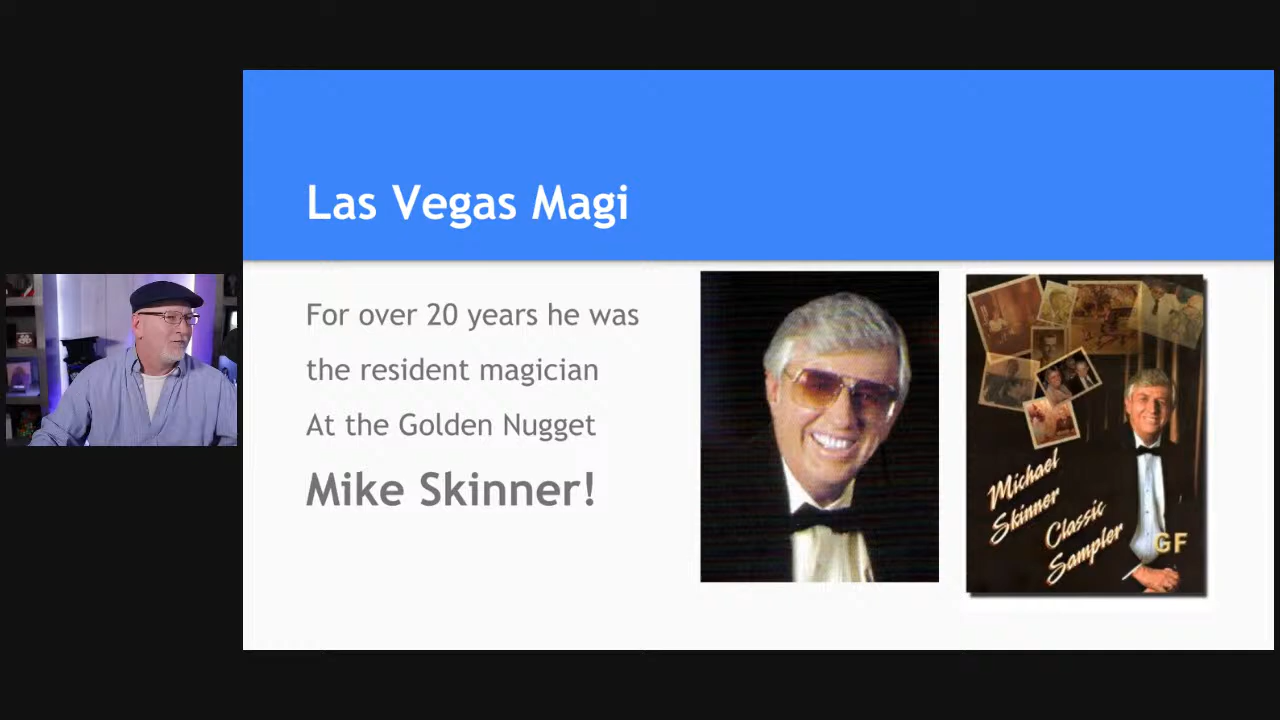 Las Vegas Magi
For over 20 years he was
the resident magician
At the Golden Nugget
Mike Skinner!
Michael
Skinner
Classic
Sampler
GF